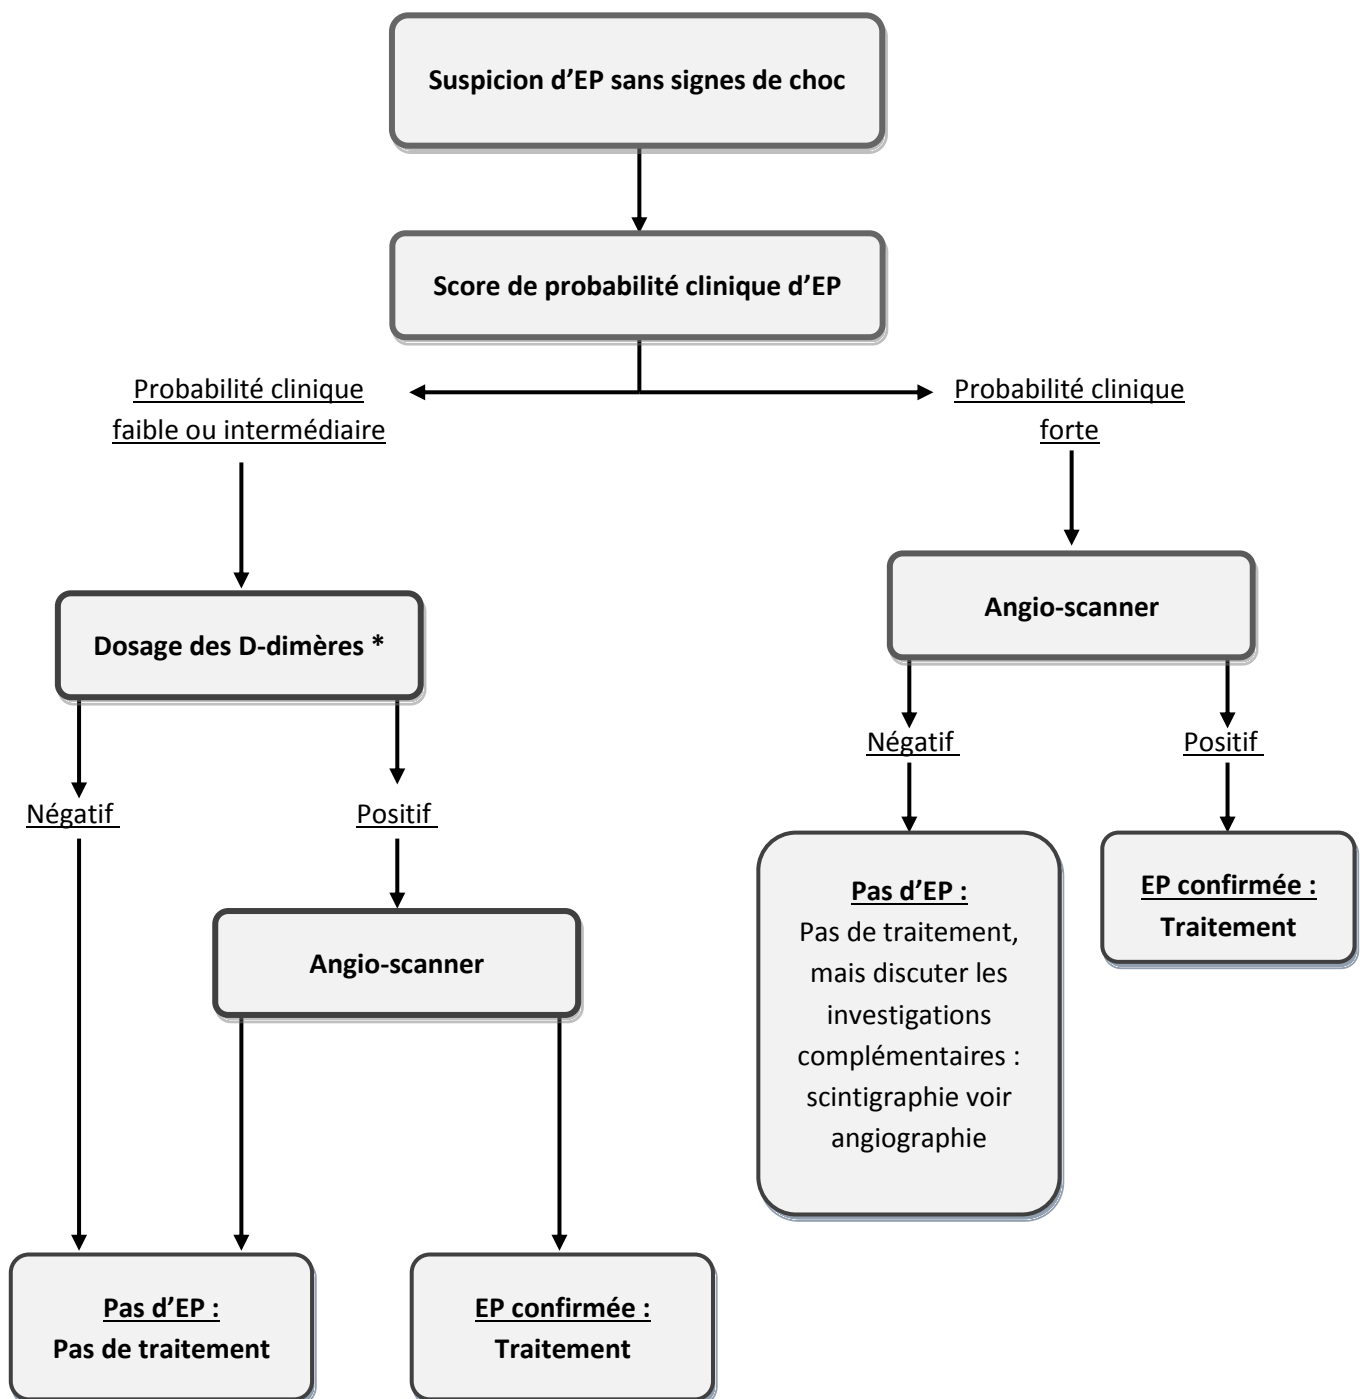 Suspicion d’EP sans signes de choc
Score de probabilité clinique d’EP
Probabilité clinique
faible ou intermédiaire
Probabilité clinique
forte
Dosage des D-dimères *
Angio-scanner
Négatif
Positif
Négatif
Positif
Angio-scanner
Pas d’EP :
Pas de traitement,
mais discuter les
investigations
complémentaires :
scintigraphie voir
angiographie
EP confirmée :
Traitement
Pas d’EP :
Pas de traitement
EP confirmée :
Traitement